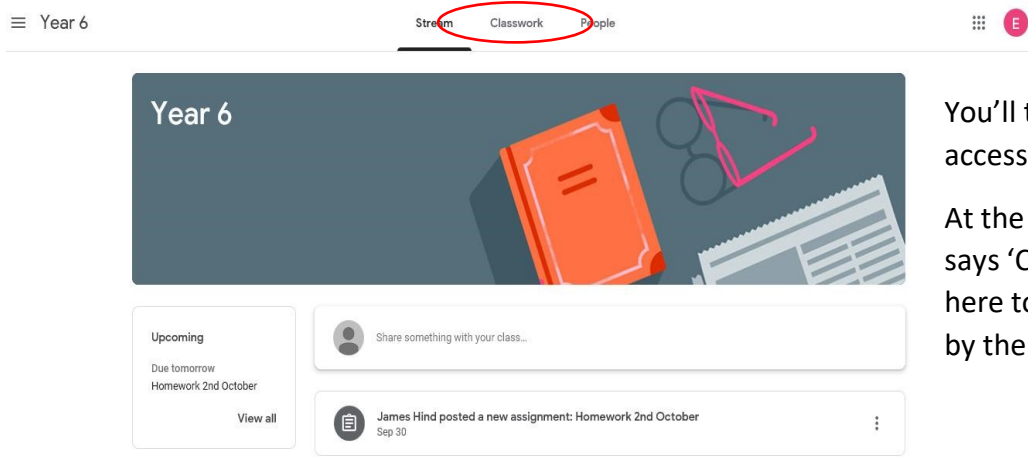 Year 6
Stream Classwork People
E
Year 6
Upcoming
Due tomorrow
Homework 2nd October
View all
Share something with your class...
James Hind posted a new assignment: Homework 2nd October
Sep 30
You’ll
access
At the
says
here
by the